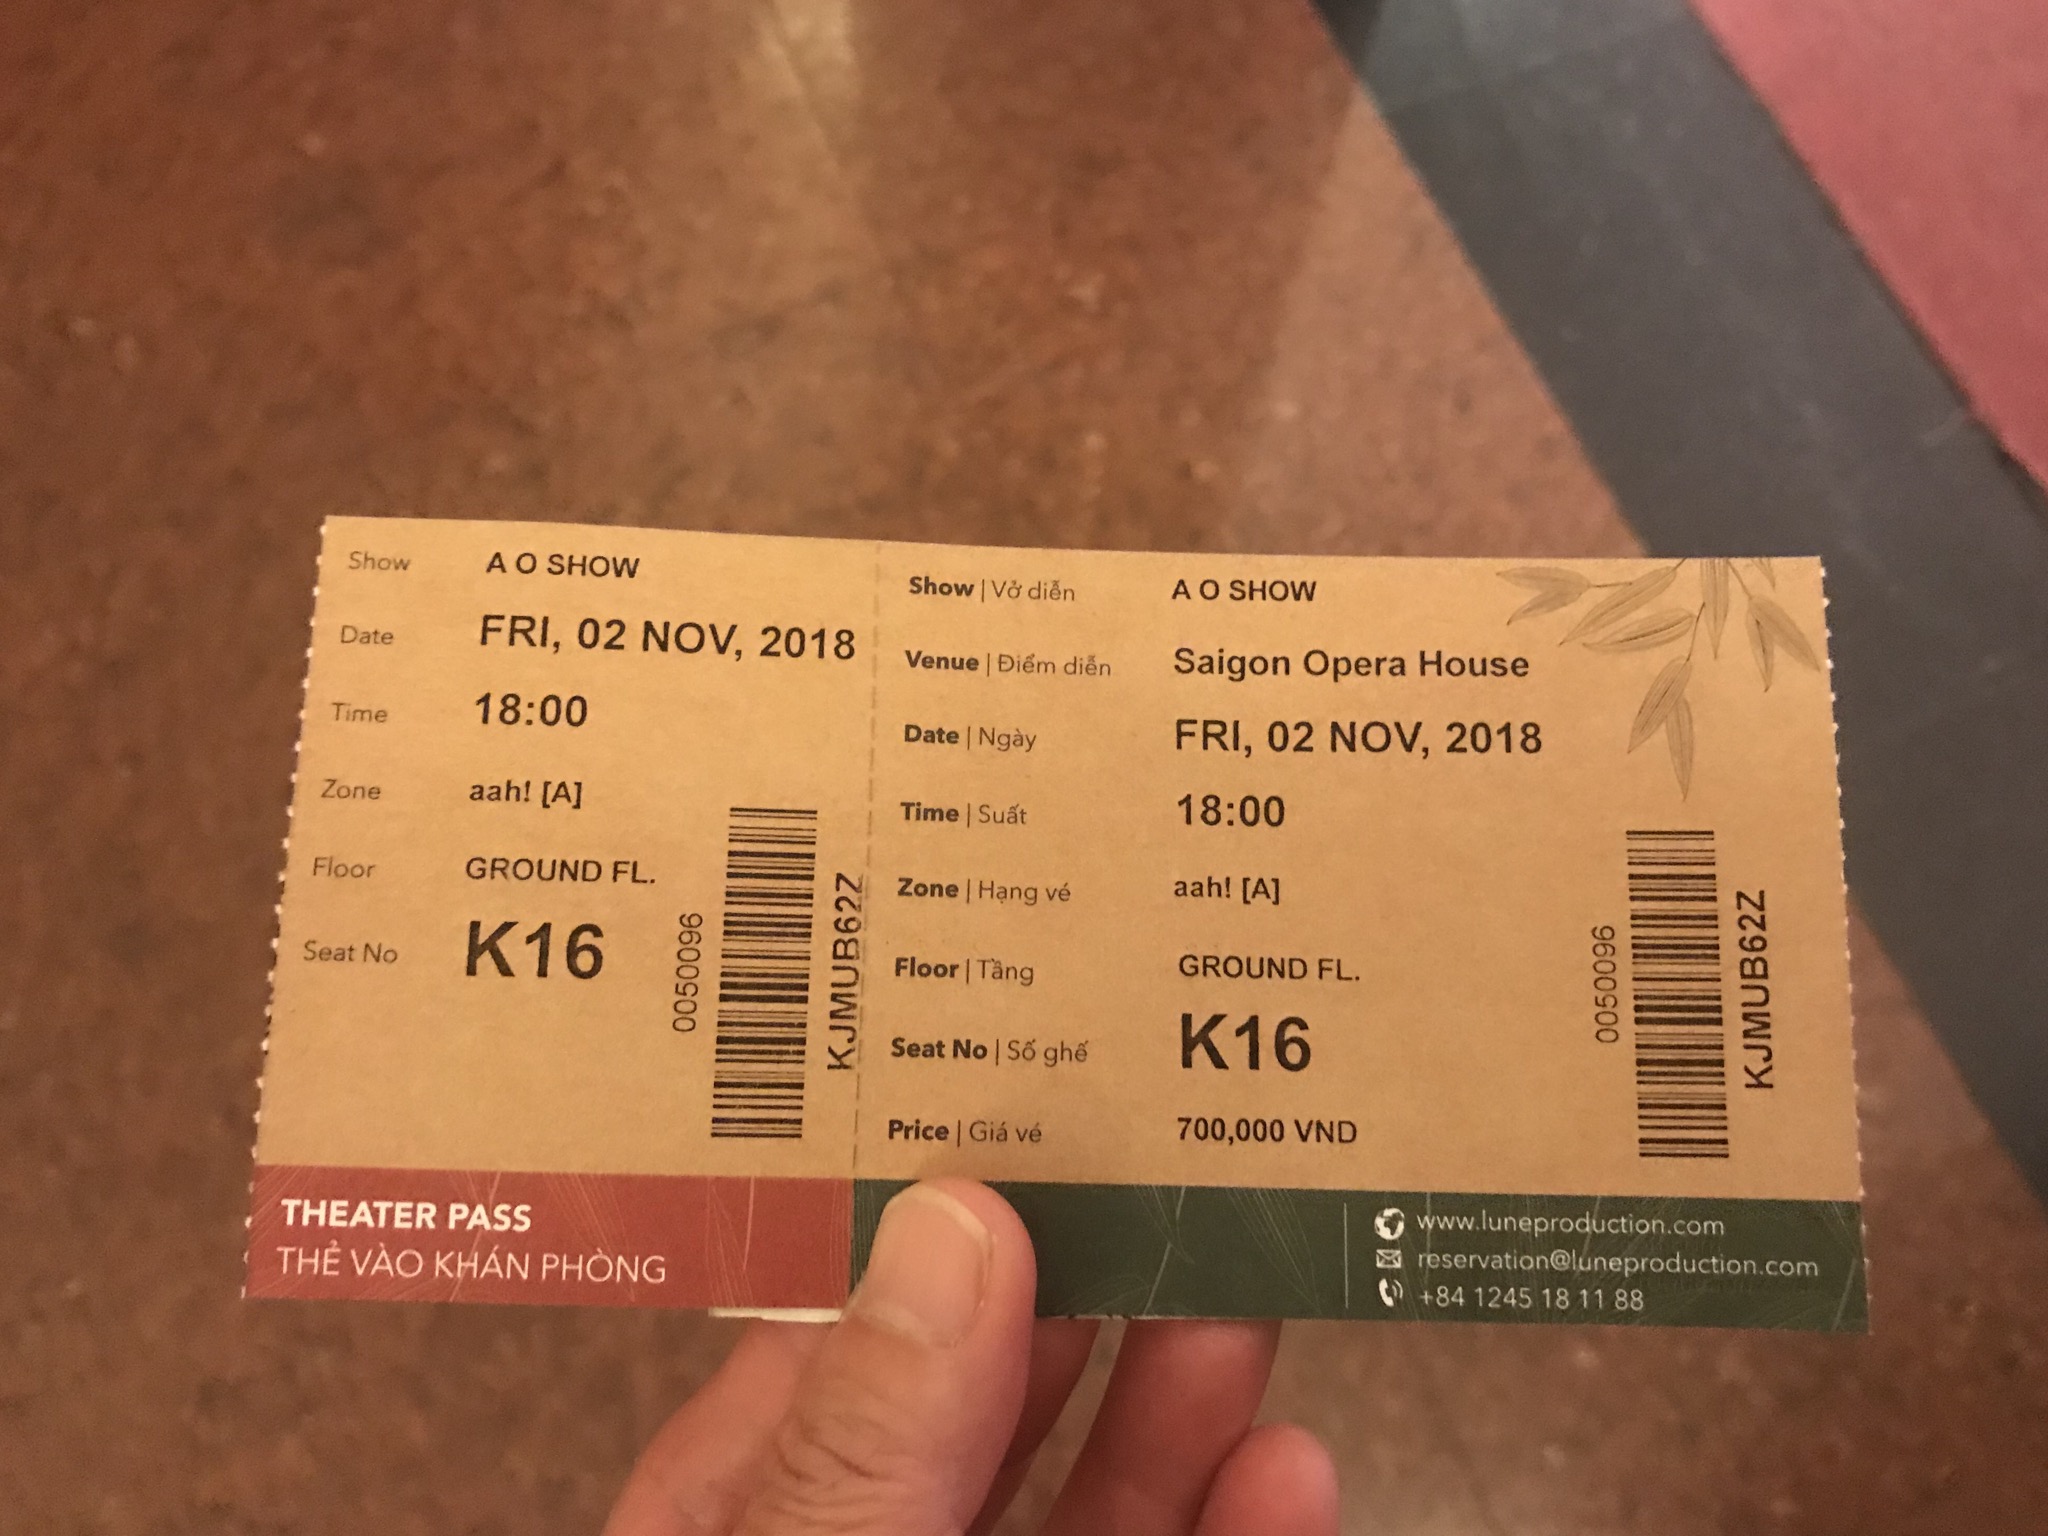 Show A O SHOW
Date FRI, 02 NOV, 2018
Time 18:00
Zone aah! [A]
Floor GROUND FL.
Seat No K16
0050096
KJMUB62Z
THEATER PASS
THẺ VÀO KHÁN PHÒNG
Show | Vở diễn A O SHOW
Venue | Điểm diễn Saigon Opera House
Date | Ngày FRI, 02 NOV, 2018
Time | Suất 18:00
Zone | Hạng vé aah! [A]
Floor | Tầng GROUND FL.
Seat No | Số ghế K16
Price | Giá vé 700,000 VND
0050096
KJMUB62Z
www.luneproduction.com
reservation@luneproduction.com
+84 1245 18 11 88